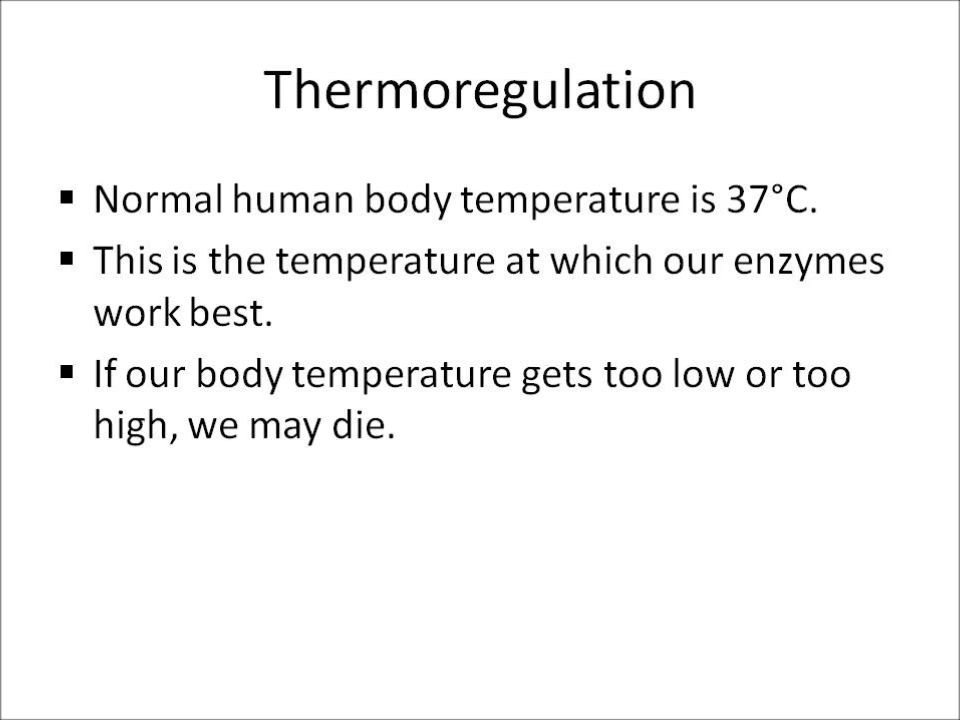 Thermoregulation
▪ Normal human body temperature is 37°C.
▪ This is the temperature at which our enzymes
work best.
▪ If our body temperature gets too low or too
high, we may die.